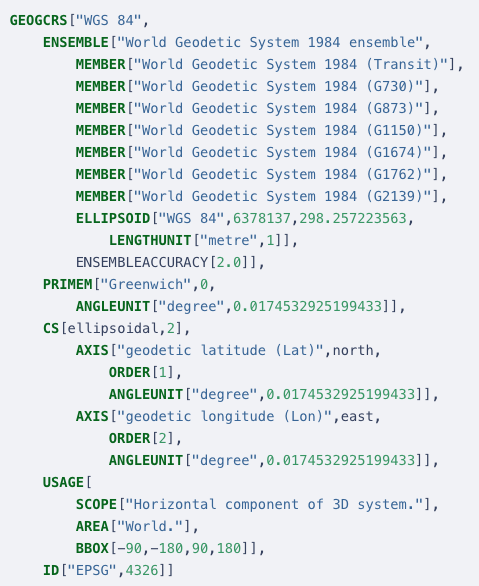 GEOGCRS["WGS 84",
    ENSEMBLE["World Geodetic System 1984 ensemble",
        MEMBER["World Geodetic System 1984 (Transit)"],
        MEMBER["World Geodetic System 1984 (G730)"],
        MEMBER["World Geodetic System 1984 (G873)"],
        MEMBER["World Geodetic System 1984 (G1150)"],
        MEMBER["World Geodetic System 1984 (G1674)"],
        MEMBER["World Geodetic System 1984 (G1762)"],
        MEMBER["World Geodetic System 1984 (G2139)"],
        ELLIPSOID["WGS 84",6378137,298.257223563,
            LENGTHUNIT["metre",1]],
        ENSEMBLEACCURACY[2.0]],
    PRIMEM["Greenwich",0,
        ANGLEUNIT["degree",0.0174532925199433]],
    CS[ellipsoidal,2],
        AXIS["geodetic latitude (Lat)",north,
            ORDER[1],
            ANGLEUNIT["degree",0.0174532925199433]],
        AXIS["geodetic longitude (Lon)",east,
            ORDER[2],
            ANGLEUNIT["degree",0.0174532925199433]],
    USAGE[
        SCOPE["Horizontal component of 3D system."],
        AREA["World."],
        BBOX[-90,-180,90,180]],
    ID["EPSG",4326]]